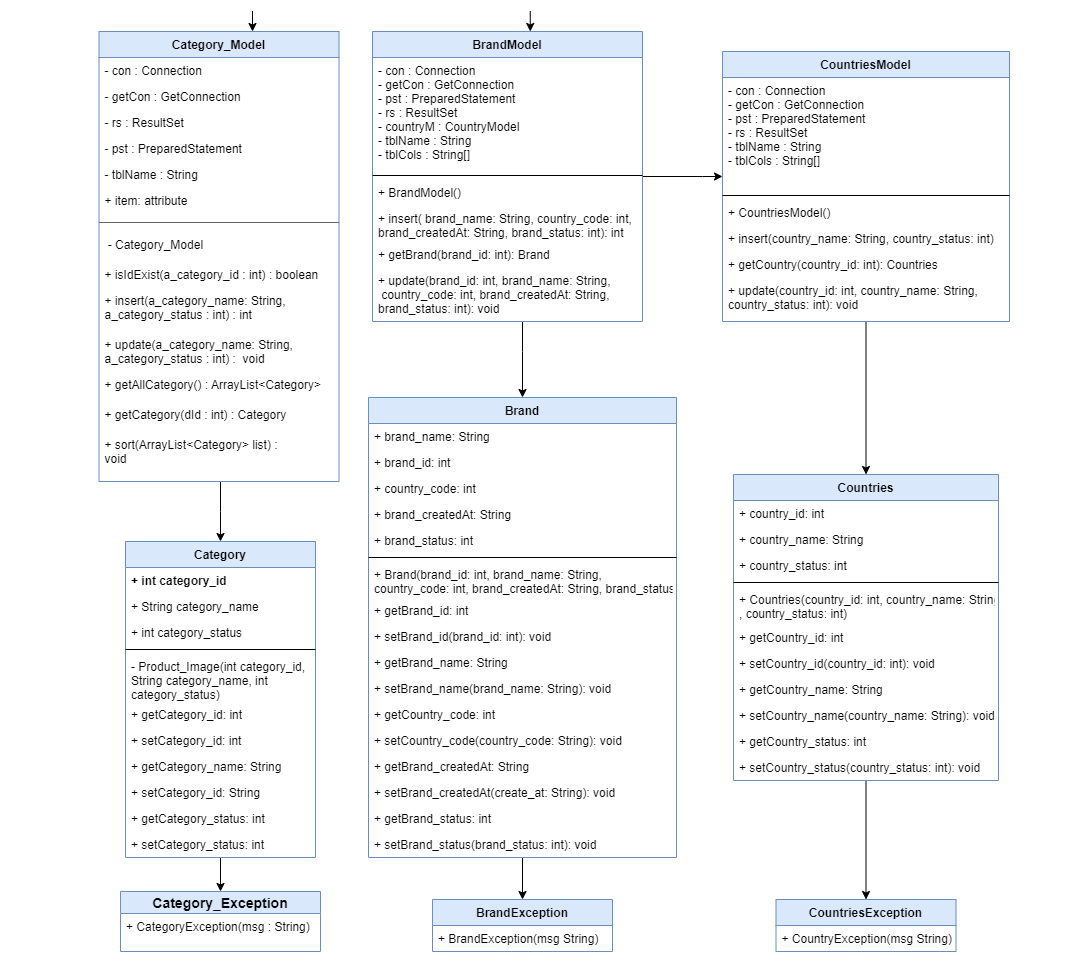 Category_Model
- con : Connection
- getCon : GetConnection
- rs : ResultSet
- pst : PreparedStatement
- tblName : String
+ item: attribute
- Category_Model
+ isIdExist(a_category_id : int) : boolean
+ insert(a_category_name: String,
a_category_status : int) : int
+ update(a_category_name: String,
a_category_status : int) :  void
+ getAllCategory() : ArrayList<Category>
+ getCategory(dId : int) : Category
+ sort(ArrayList<Category> list) :
void
BrandModel
- con : Connection
- getCon : GetConnection
- pst : PreparedStatement
- rs : ResultSet
- countryM : CountryModel
- tblName : String
- tblCols : String[]
+ BrandModel()
+ insert( brand_name: String, country_code: int,
brand_createdAt: String, brand_status: int): int
+ getBrand(brand_id: int): Brand
+ update(brand_id: int, brand_name: String,
country_code: int, brand_createdAt: String,
brand_status: int): void
CountriesModel
- con : Connection
- getCon : GetConnection
- pst : PreparedStatement
- rs : ResultSet
- tblName : String
- tblCols : String[]
+ CountriesModel()
+ insert(country_name: String, country_status: int)
+ getCountry(country_id: int): Countries
+ update(country_id: int, country_name: String,
country_status: int): void
Category
+ int category_id
+ String category_name
+ int category_status
- Product_Image(int category_id,
String category_name, int
category_status)
+ getCategory_id: int
+ setCategory_id: int
+ getCategory_name: String
+ setCategory_id: String
+ getCategory_status: int
+ setCategory_status: int
Brand
+ brand_name: String
+ brand_id: int
+ country_code: int
+ brand_createdAt: String
+ brand_status: int
+ Brand(brand_id: int, brand_name: String,
country_code: int, brand_createdAt: String, brand_status
+ getBrand_id: int
+ setBrand_id(brand_id: int): void
+ getBrand_name: String
+ setBrand_name(brand_name: String): void
+ getCountry_code: int
+ setCountry_code(country_code: String): void
+ getBrand_createdAt: String
+ setBrand_createdAt(create_at: String): void
+ getBrand_status: int
+ setBrand_status(brand_status: int): void
Countries
+ country_id: int
+ country_name: String
+ country_status: int
+ Countries(country_id: int, country_name: String
, country_status: int)
+ getCountry_id: int
+ setCountry_id(country_id: int): void
+ getCountry_name: String
+ setCountry_name(country_name: String): void
+ getCountry_status: int
+ setCountry_status(country_status: int): void
Category_Exception
+ CategoryException(msg : String)
BrandException
+ BrandException(msg String)
CountriesException
+ CountryException(msg String)